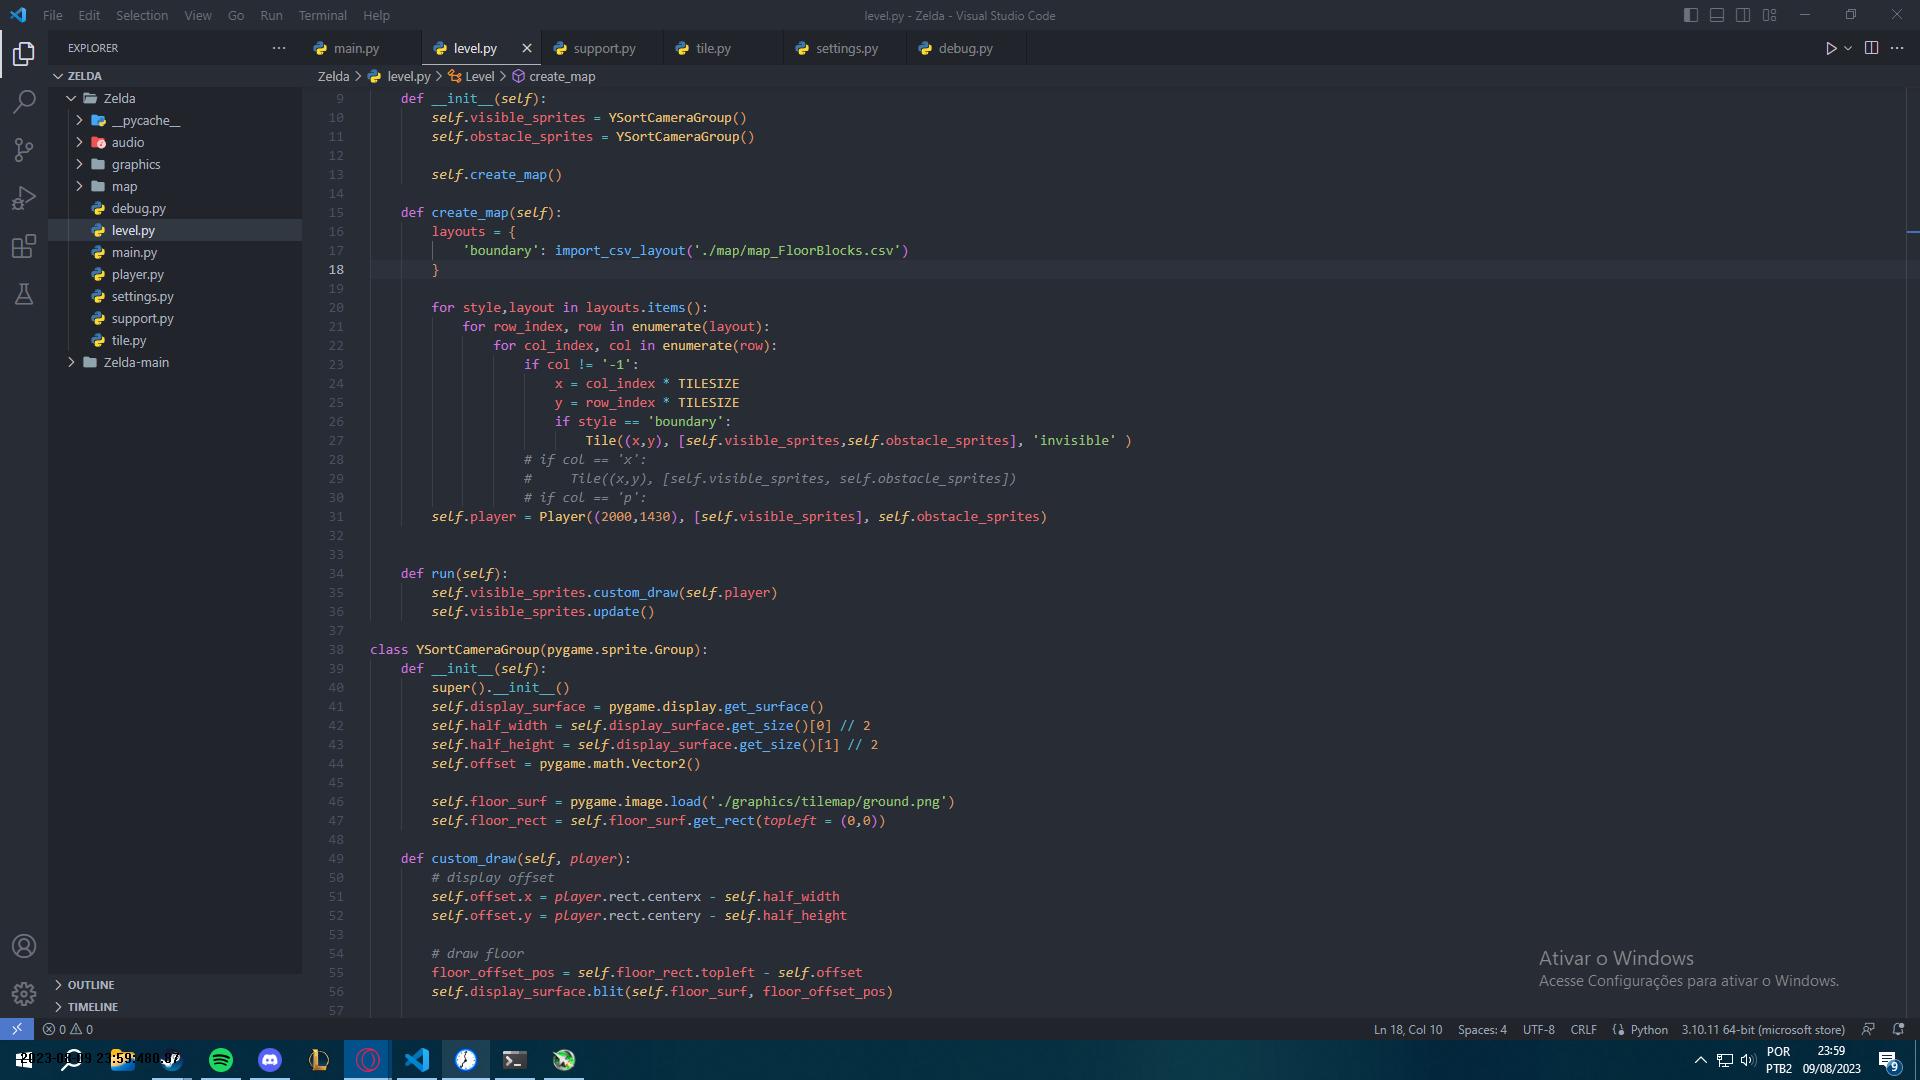 File Edit Selection View Go Run Terminal Help
level.py - Zelda - Visual Studio Code
EXPLORER
main.py
level.py
support.py
tile.py
settings.py
debug.py
ZELDA
Zelda
__pycache__
audio
graphics
map
debug.py
level.py
main.py
player.py
settings.py
support.py
tile.py
Zelda-main
OUTLINE
TIMELINE
Zelda > level.py > Level > create_map
9 def __init__(self):
10 self.visible_sprites = YSortCameraGroup()
11 self.obstacle_sprites = YSortCameraGroup()
12
13 self.create_map()
14
15 def create_map(self):
16 layouts = {
17 'boundary': import_csv_layout('./map/map_FloorBlocks.csv')
18 }
19
20 for style,layout in layouts.items():
21 for row_index, row in enumerate(layout):
22 for col_index, col in enumerate(row):
23 if col != '-1':
24 x = col_index * TILESIZE
25 y = row_index * TILESIZE
26 if style == 'boundary':
27 Tile((x,y), [self.visible_sprites,self.obstacle_sprites], 'invisible' )
28 # if col == 'x':
29 # Tile((x,y), [self.visible_sprites, self.obstacle_sprites])
30 # if col == 'p':
31 self.player = Player((2000,1430), [self.visible_sprites], self.obstacle_sprites)
32
33
34 def run(self):
35 self.visible_sprites.custom_draw(self.player)
36 self.visible_sprites.update()
37
38 class YSortCameraGroup(pygame.sprite.Group):
39 def __init__(self):
40 super().__init__()
41 self.display_surface = pygame.display.get_surface()
42 self.half_width = self.display_surface.get_size()[0] // 2
43 self.half_height = self.display_surface.get_size()[1] // 2
44 self.offset = pygame.math.Vector2()
45
46 self.floor_surf = pygame.image.load('./graphics/tilemap/ground.png')
47 self.floor_rect = self.floor_surf.get_rect(topleft = (0,0))
48
49 def custom_draw(self, player):
50 # display offset
51 self.offset.x = player.rect.centerx - self.half_width
52 self.offset.y = player.rect.centery - self.half_height
53
54 # draw floor
55 floor_offset_pos = self.floor_rect.topleft - self.offset
56 self.display_surface.blit(self.floor_surf, floor_offset_pos)
57
Ativar o Windows
Acesse Configurações para ativar o Windows.
0 0
Ln 18, Col 10 Spaces: 4 UTF-8 CRLF Python 3.10.11 64-bit (microsoft store)
POR
PTB2
23:59
09/08/2023
9